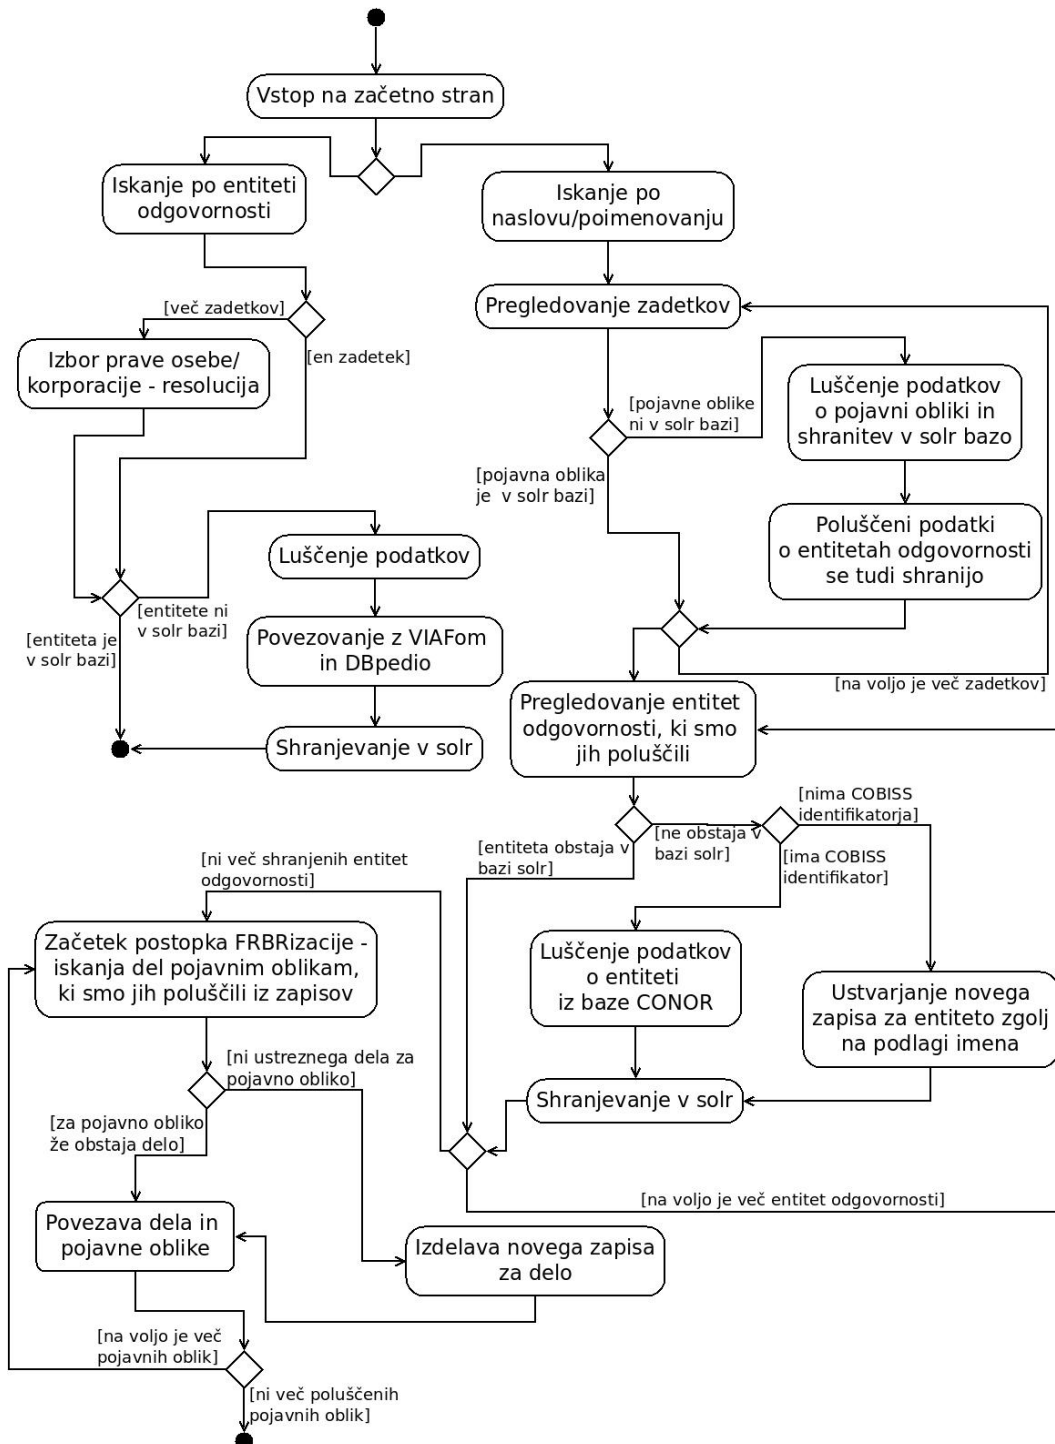 Vstop na začetno stran
Iskanje po entiteti
odgovornosti
Iskanje po
naslovu/poimenovanju
[več zadetkov]
[en zadetek]
Izbor prave osebe/
korporacije - resolucija
Pregledovanje zadetkov
[pojavne oblike
ni v solr bazi]
Luščenje podatkov
o pojavni obliki in
shranitev v solr bazo
[pojavna oblika
je  v solr bazi]
Poluščeni podatki
o entitetah odgovornosti
se tudi shranijo
Luščenje podatkov
[entitete ni
v solr bazi]
[entiteta je
v solr bazi]
Povezovanje z VIAFom
in DBpedio
Shranjevanje v solr
[na voljo je več zadetkov]
Pregledovanje entitet
odgovornosti, ki smo
jih poluščili
[nima COBISS
identifikatorja]
[ne obstaja v
bazi solr]
[entiteta obstaja v
bazi solr]
[ima COBISS
identifikator]
[ni več shranjenih entitet
odgovornosti]
Začetek postopka FRBRizacije -
iskanja del pojavnim oblikam,
ki smo jih poluščili iz zapisov
Luščenje podatkov
o entiteti
iz baze CONOR
Ustvarjanje novega
zapisa za entiteto zgolj
na podlagi imena
[ni ustreznega dela za
pojavno obliko]
Shranjevanje v solr
[za pojavno obliko
že obstaja delo]
[na voljo je več entitet odgovornosti]
Povezava dela in
pojavne oblike
Izdelava novega zapisa
za delo
[na voljo je več
pojavnih oblik]
[ni več poluščenih
pojavnih oblik]